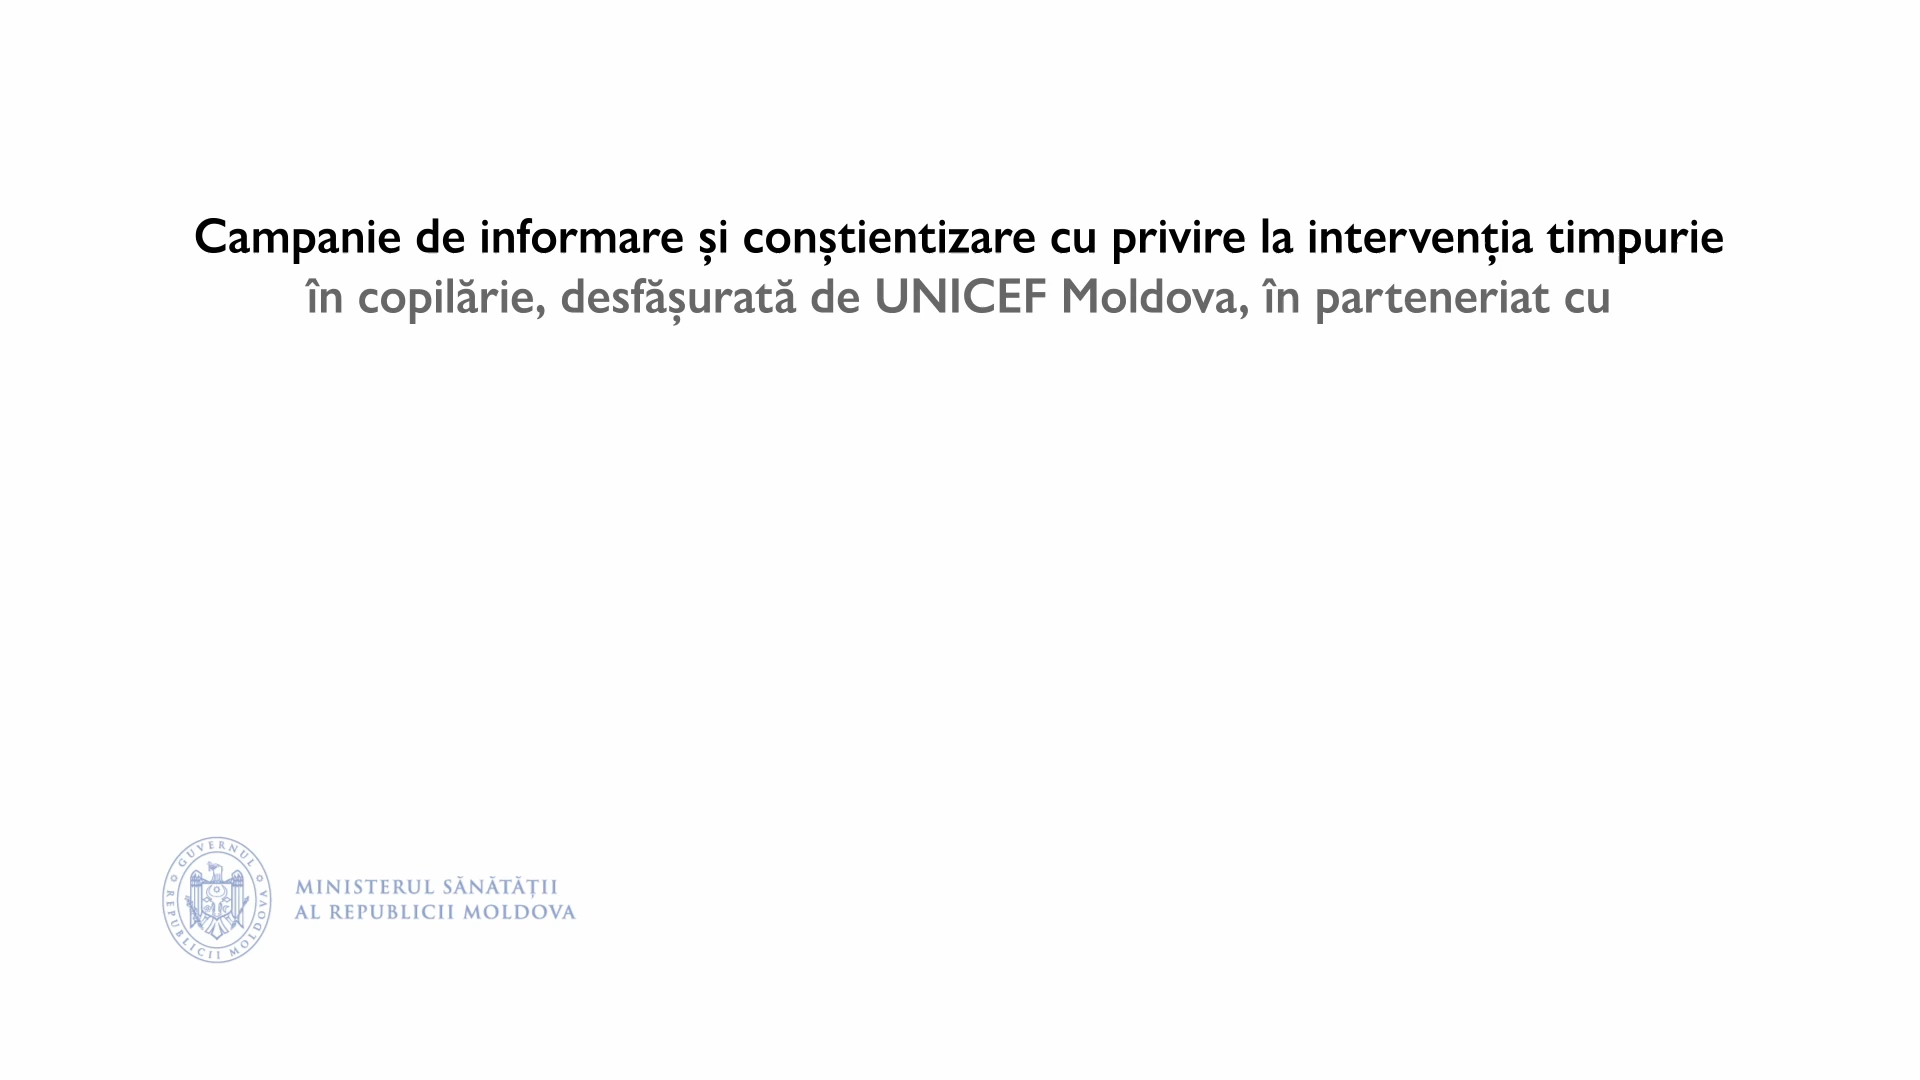 Campanie de informare și conștientizare cu privire la intervenția timpurie
în copilărie, desfășurată de UNICEF Moldova, în parteneriat cu
GUVERNUL REPUBLICII MOLDOVA
MINISTERUL SĂNĂTĂȚII
AL REPUBLICII MOLDOVA